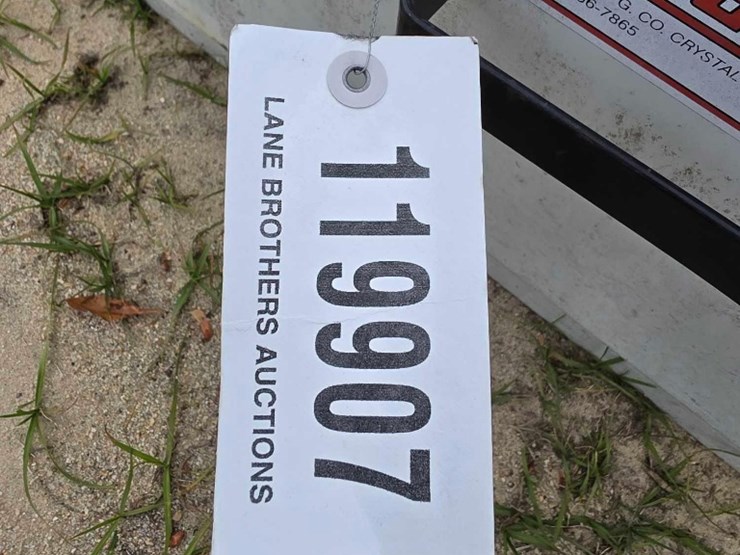 119907
LANE BROTHERS AUCTIONS
G. CO. CRYSTAL
6-7865